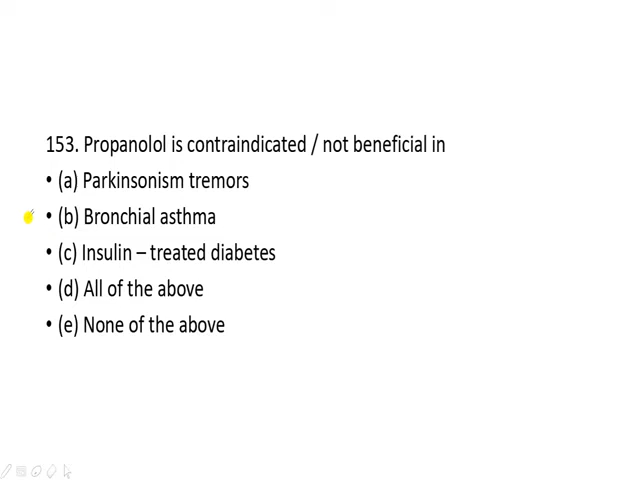 153. Propanolol is contraindicated / not beneficial in
• (a) Parkinsonism tremors
• (b) Bronchial asthma
• (c) Insulin – treated diabetes
• (d) All of the above
• (e) None of the above